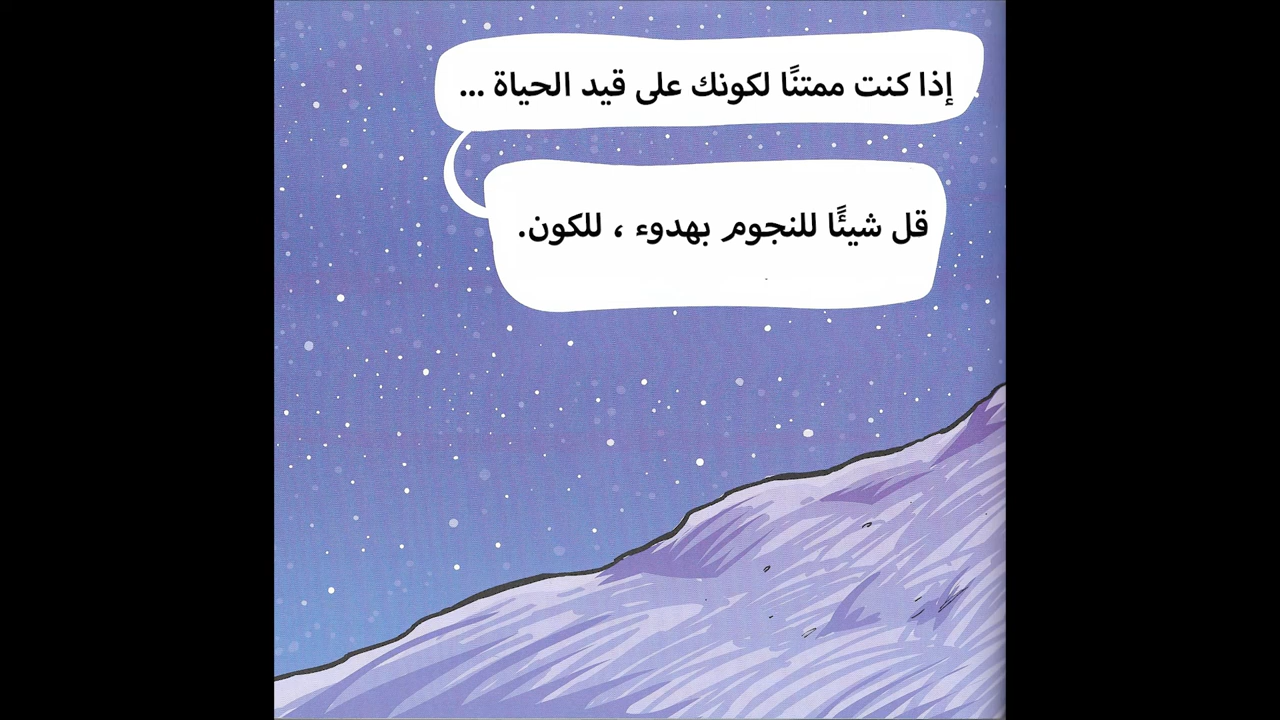 إذا كنت ممتنًا لكونك على قيد الحياة ...
قل شيئًا للنجوم بهدوء ، للكون.